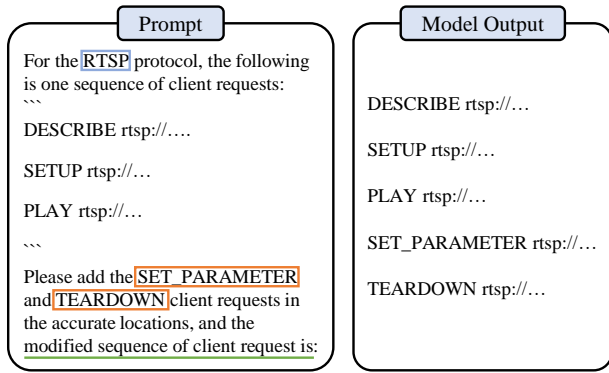 Prompt
For the RTSP protocol, the following
is one sequence of client requests:
```
DESCRIBE rtsp://….
SETUP rtsp://…
PLAY rtsp://…
```
Please add the SET_PARAMETER
and TEARDOWN client requests in
the accurate locations, and the
modified sequence of client request is:
Model Output
DESCRIBE rtsp://…
SETUP rtsp://…
PLAY rtsp://…
SET_PARAMETER rtsp://…
TEARDOWN rtsp://…